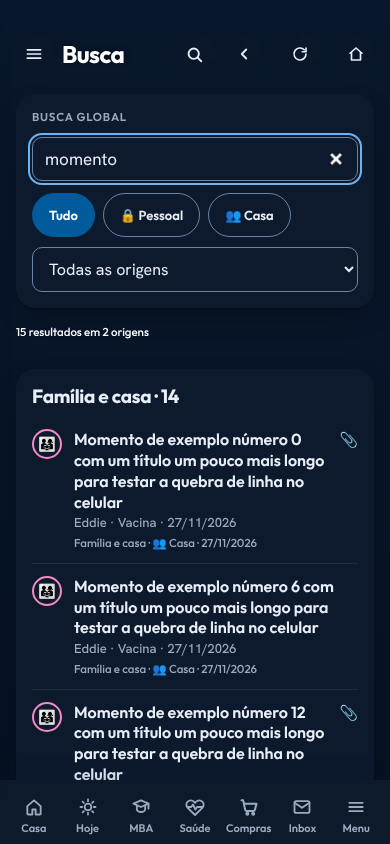 Busca
BUSCA GLOBAL
momento
Tudo
🔒 Pessoal
👥 Casa
Todas as origens
15 resultados em 2 origens
Família e casa · 14
Momento de exemplo número 0
com um título um pouco mais longo
para testar a quebra de linha no
celular
Eddie · Vacina · 27/11/2026
Família e casa · 👥 Casa · 27/11/2026
Momento de exemplo número 6 com
um título um pouco mais longo para
testar a quebra de linha no celular
Eddie · Vacina · 27/11/2026
Família e casa · 👥 Casa · 27/11/2026
Momento de exemplo número 12
com um título um pouco mais longo
para testar a quebra de linha no
celular
Casa
Hoje
MBA
Saúde
Compras
Inbox
Menu